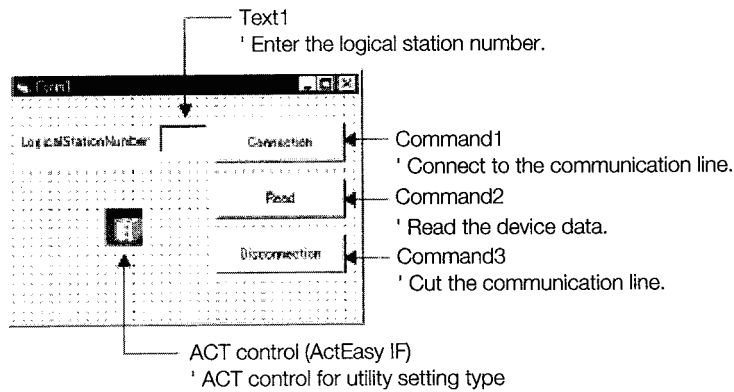 Text1
' Enter the logical station number.
Form1
LogicalStationNumber
Connection
Command1
' Connect to the communication line.
Read
Command2
' Read the device data.
Disconnection
Command3
' Cut the communication line.
ACT control (ActEasy IF)
' ACT control for utility setting type